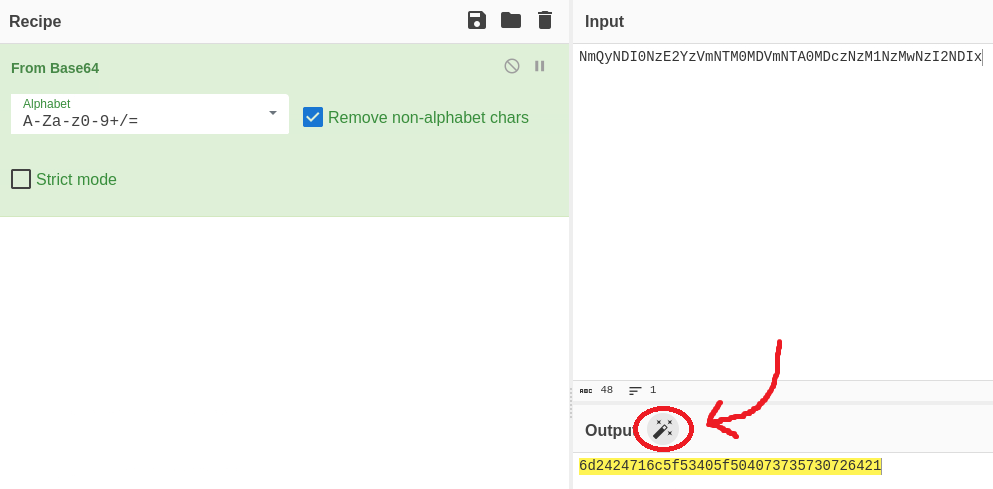 Recipe
Input
From Base64
Alphabet
A-Za-z0-9+/=
Remove non-alphabet chars
Strict mode
NmQyNDI0NzE2YzVmNTM0MDVmNTA0MDczNzM1NzMwNzI2NDIx
ABC 48 1
Output
6d2424716c5f53405f504073735730726421